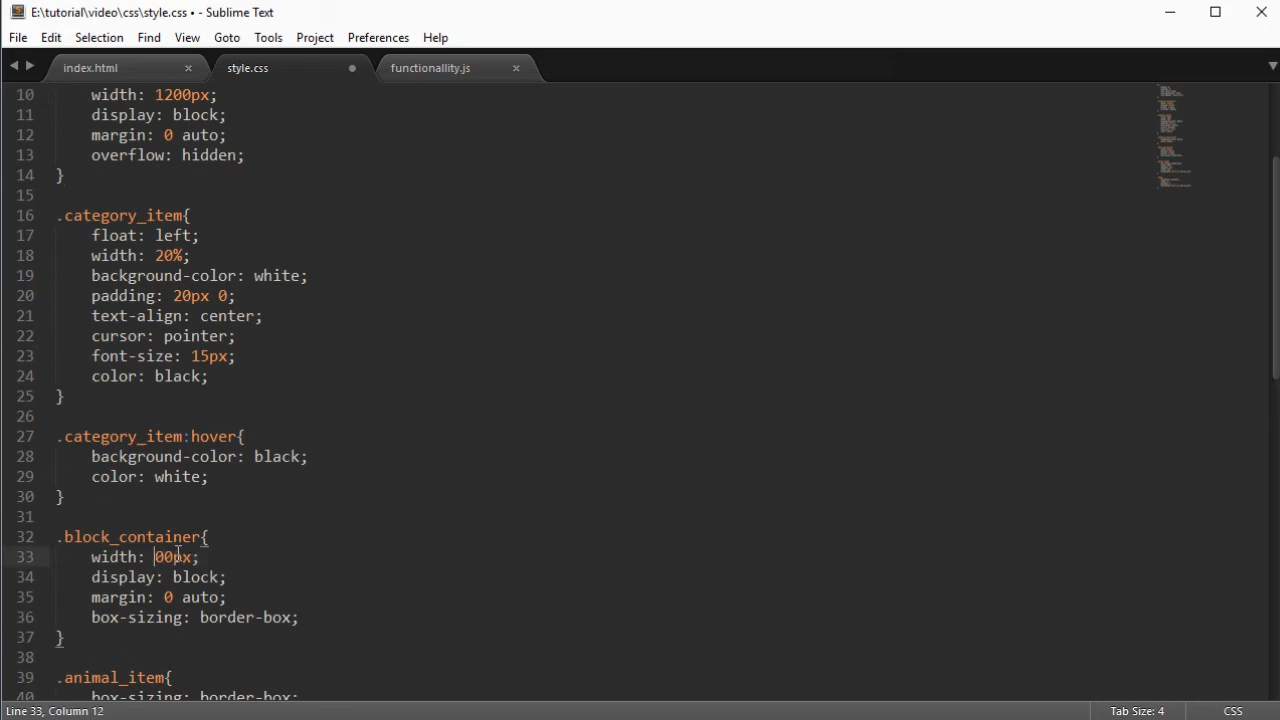 E:\tutorial\video\css\style.css • - Sublime Text
File Edit Selection Find View Goto Tools Project Preferences Help
index.html × style.css functionallity.js ×
10 width: 1200px;
11 display: block;
12 margin: 0 auto;
13 overflow: hidden;
14 }
15
16 .category_item{
17 float: left;
18 width: 20%;
19 background-color: white;
20 padding: 20px 0;
21 text-align: center;
22 cursor: pointer;
23 font-size: 15px;
24 color: black;
25 }
26
27 .category_item:hover{
28 background-color: black;
29 color: white;
30 }
31
32 .block_container{
33 width: 00px;
34 display: block;
35 margin: 0 auto;
36 box-sizing: border-box;
37 }
38
39 .animal_item{
40 box-sizing: border-box;
Line 33, Column 12 Tab Size: 4 CSS